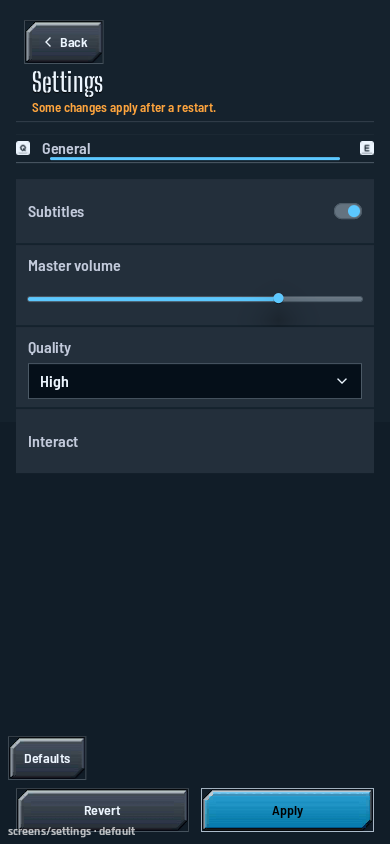 Back
Settings
Some changes apply after a restart.
Q General E
Subtitles
Master volume
Quality
High
Interact
Defaults
Revert Apply
screens/settings · default